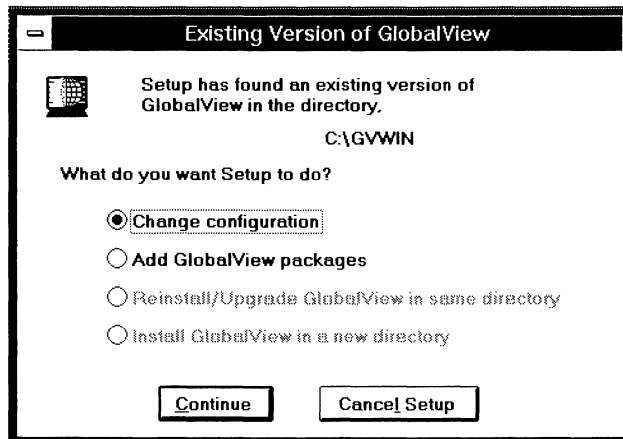 Existing Version of GlobalView
Setup has found an existing version of
GlobalView in the directory,
C:\GVWIN
What do you want Setup to do?
Change configuration
Add GlobalView packages
Reinstall/Upgrade GlobalView in same directory
Install GlobalView in a new directory
Continue
Cancel Setup